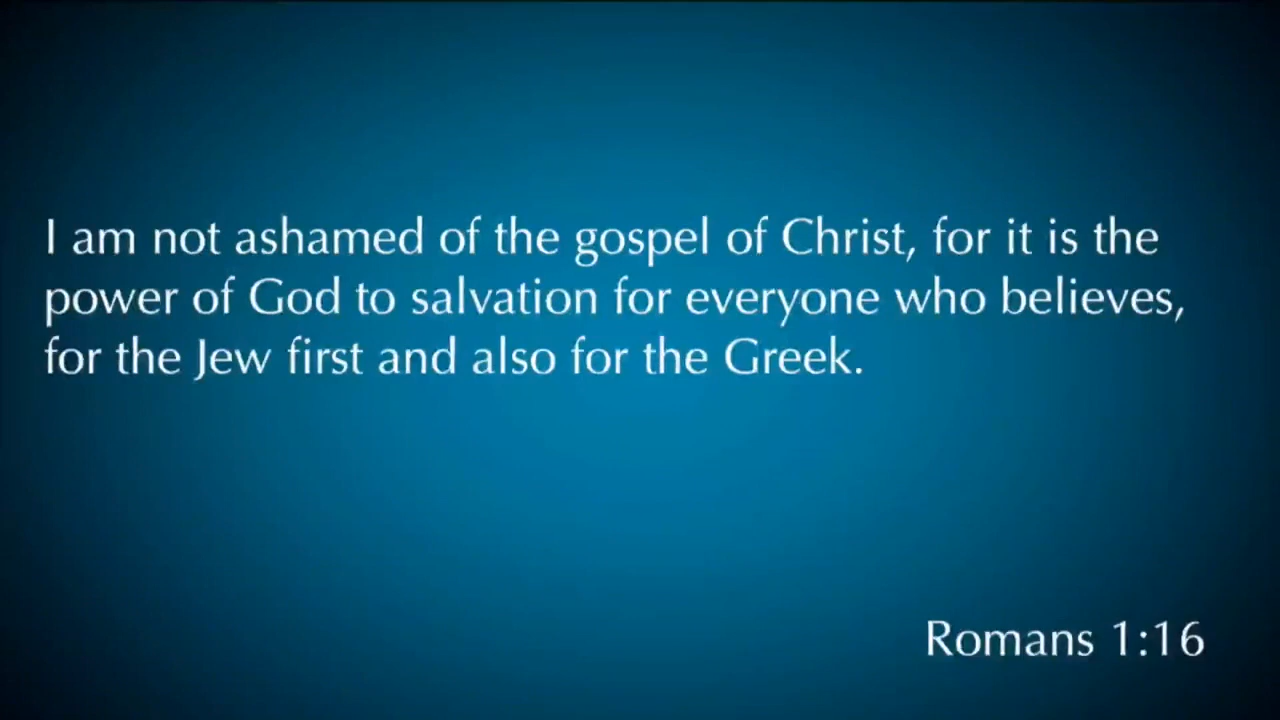 I am not ashamed of the gospel of Christ, for it is the
power of God to salvation for everyone who believes,
for the Jew first and also for the Greek.
Romans 1:16